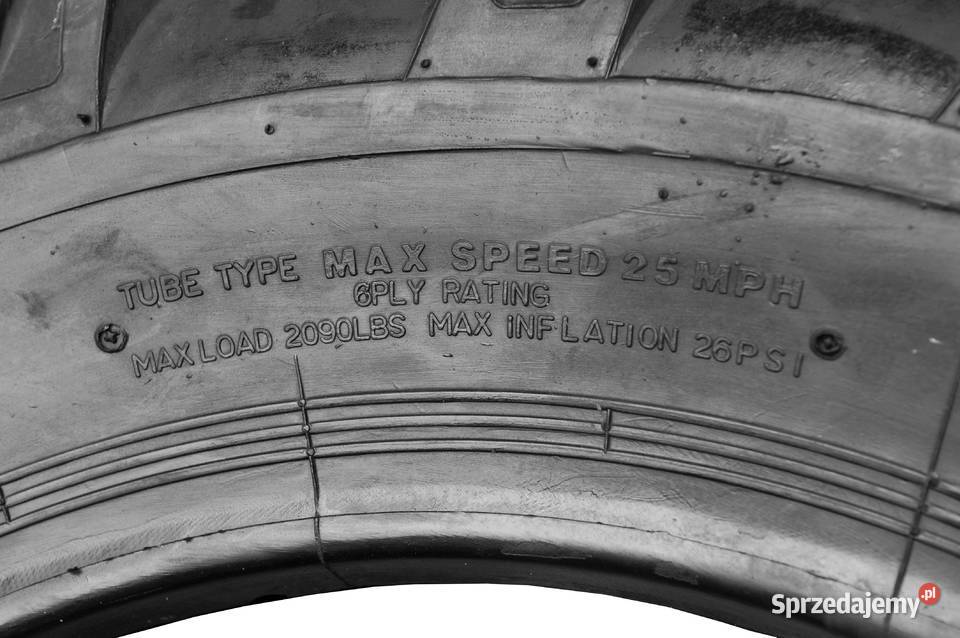 TUBE TYPE MAX SPEED 25 MPH
6PLY RATING
MAX LOAD 2090LBS MAX iNFLATION 26PSI
Sprzedajemy.pl